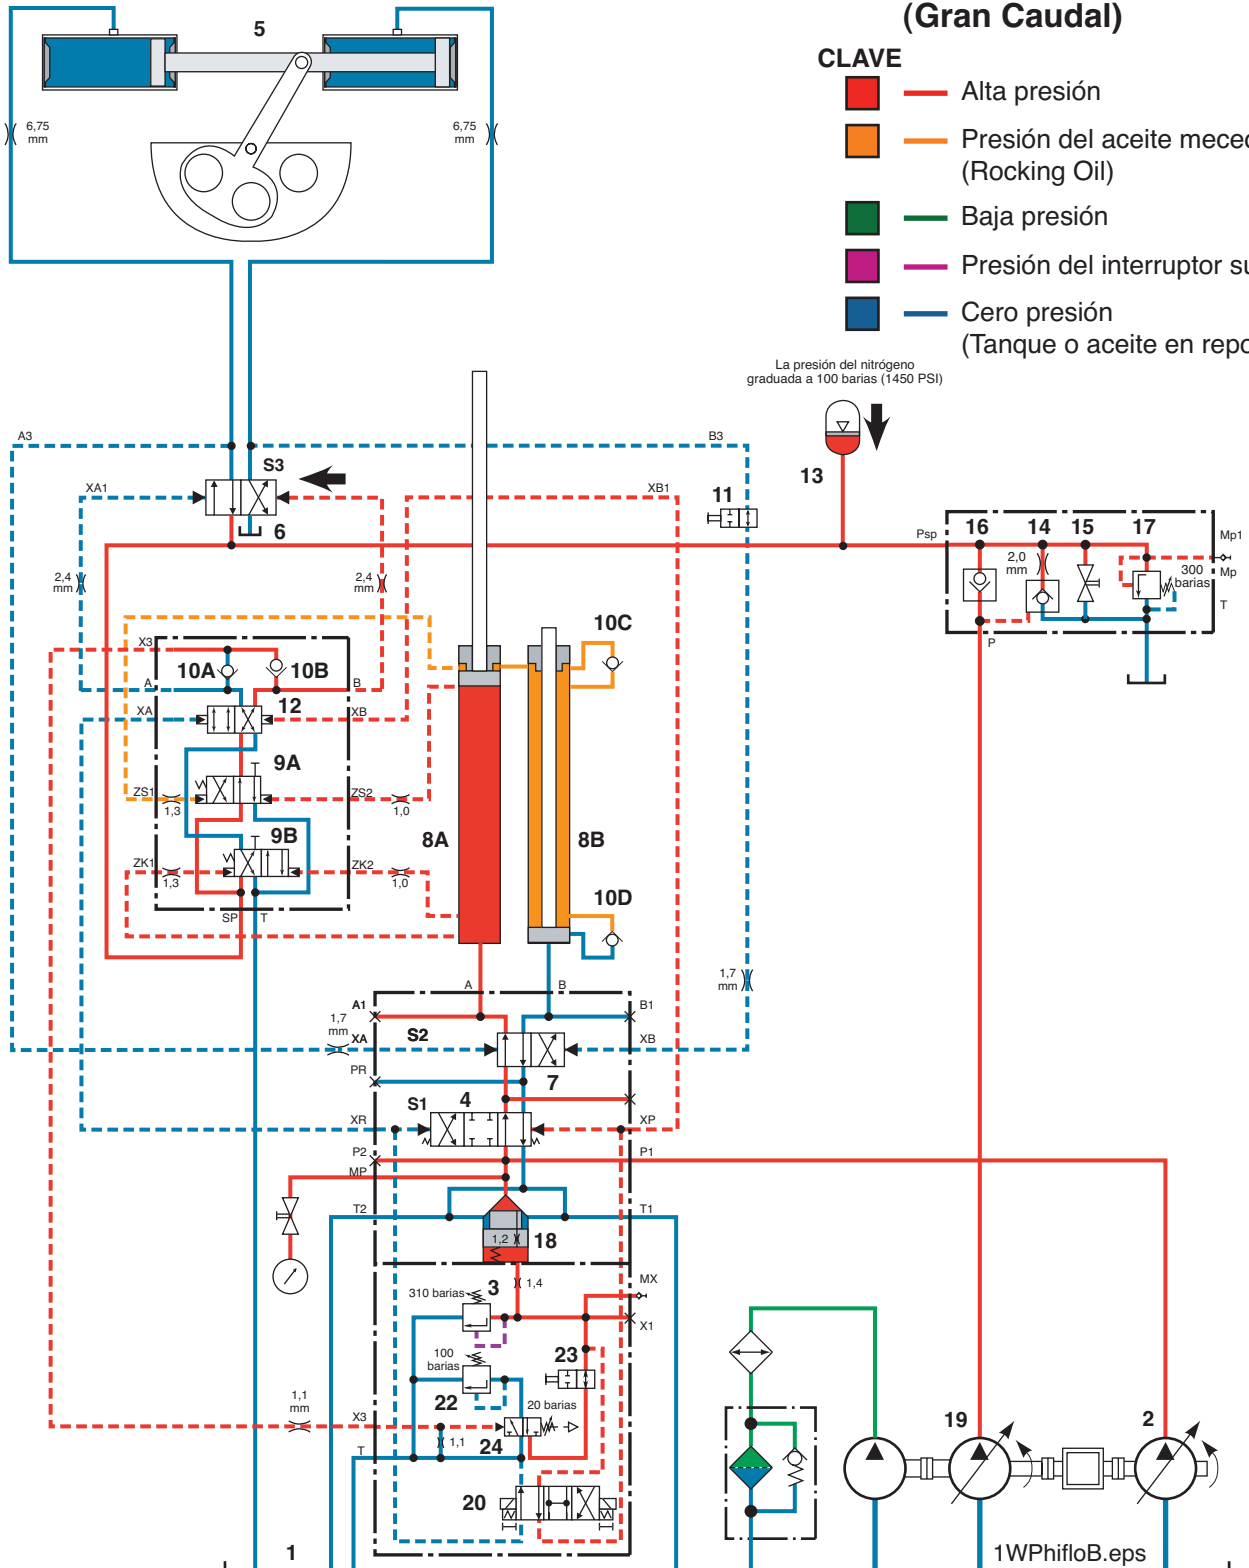 (Gran Caudal)
CLAVE
Alta presión
Presión del aceite mece
(Rocking Oil)
Baja presión
Presión del interruptor
Cero presión
(Tanque o aceite en
5
6,75
mm
6,75
mm
La presión del nitrógeno
graduada a 100 barias (1450 PSI)
A3
B3
S3
XA1
XB1
11
13
6
Psp
16
14
15
17
Mp1
2,0
mm
300
barias
Mp
T
P
2,4
mm
2,4
mm
X3
10A
10B
10C
A
B
XA
12
XB
9A
ZS1
1,3
ZS2
1,0
9B
8A
8B
ZK1
1,3
ZK2
1,0
10D
SP
T
A
B
1,7
mm
A1
B1
1,7
mm
XA
S2
XB
PR
7
4
S1
XR
XP
P2
P1
MP
T2
T1
1,2
18
1,4
MX
310 barias
3
X1
100
barias
23
22
20 barias
1,1
mm
X3
1,1
24
T
20
1
19
2
1WPhifloB.eps